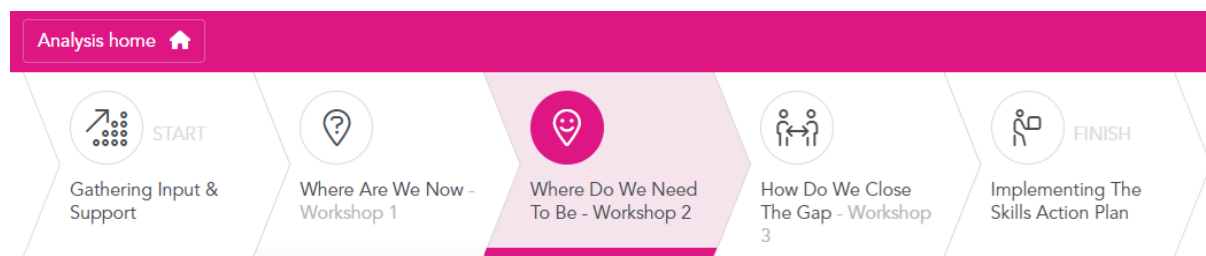 Analysis home
START
Gathering Input &
Support
?
Where Are We Now -
Workshop 1
Where Do We Need
To Be - Workshop 2
How Do We Close
The Gap - Workshop
3
FINISH
Implementing The
Skills Action Plan